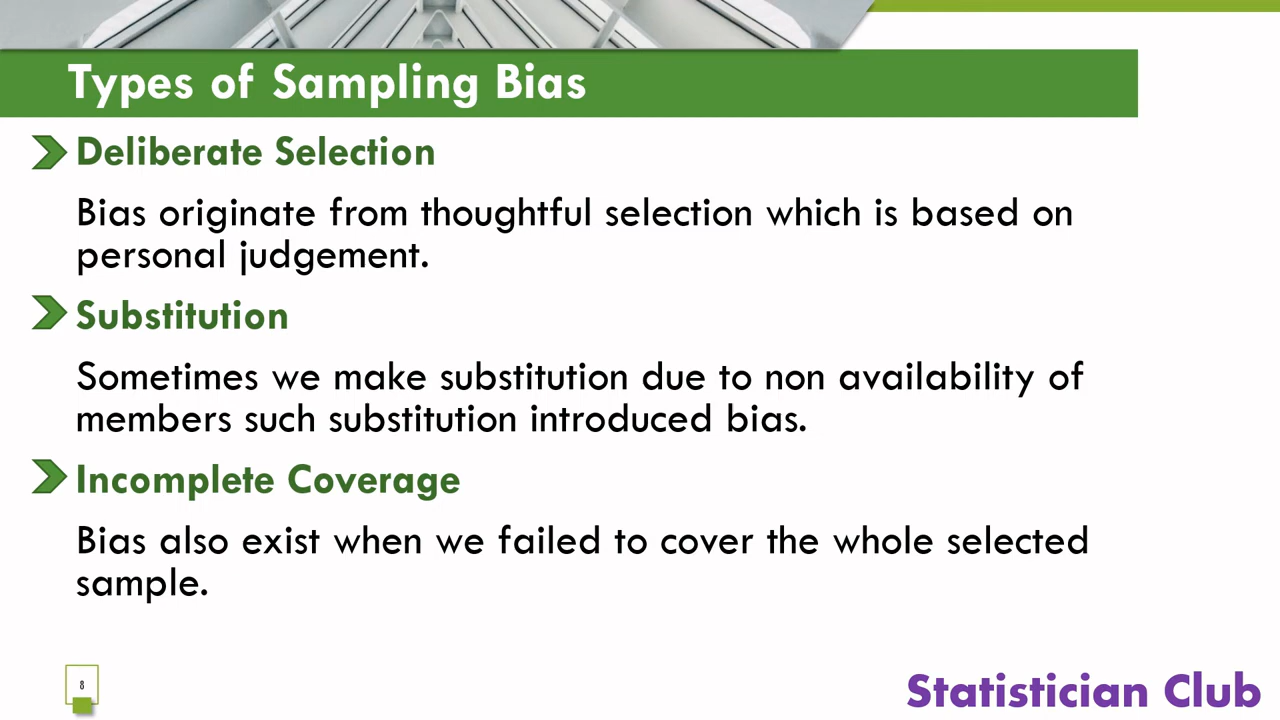 Types of Sampling Bias
Deliberate Selection
Bias originate from thoughtful selection which is based on
personal judgement.
Substitution
Sometimes we make substitution due to non availability of
members such substitution introduced bias.
Incomplete Coverage
Bias also exist when we failed to cover the whole selected
sample.
8
Statistician Club